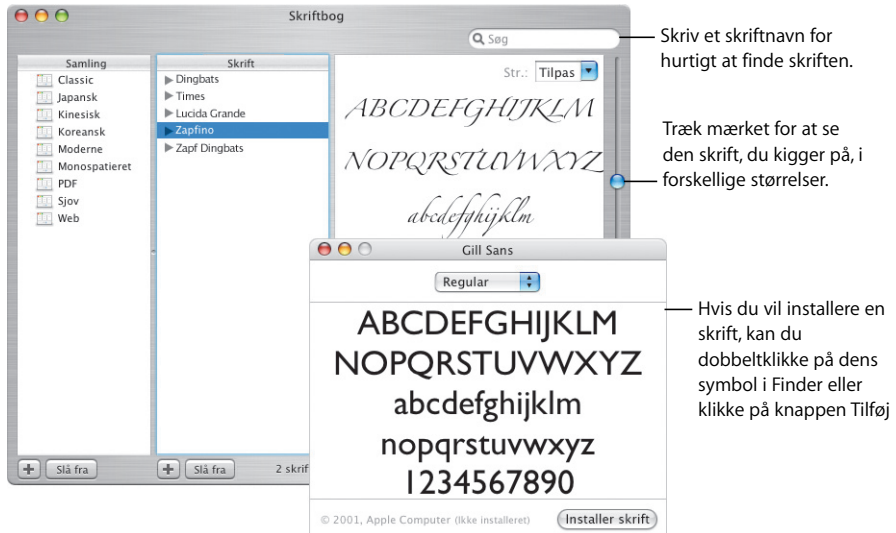 Skriftbog
Søg
Samling
Classic
Japansk
Kinesisk
Koreansk
Moderne
Monospatieret
PDF
Sjov
Web
Slå fra
Skrift
Dingbats
Times
Lucida Grande
Zapfino
Zapf Dingbats
Slå fra
2 skrif
Str.: Tilpas
ABCDEFGHIJKLM
NOPQRSTUVWXYZ
abcdefghijklm
Gill Sans
Regular
ABCDEFGHIJKLM
NOPQRSTUVWXYZ
abcdefghijklm
nopqrstuvwxyz
1234567890
© 2001, Apple Computer (Ikke installeret)
Installer skrift
Skriv et skriftnavn for
hurtigt at finde skriften.
Træk mærket for at se
den skrift, du kigger på, i
forskellige størrelser.
Hvis du vil installere en
skrift, kan du
dobbeltklikke på dens
symbol i Finder eller
klikke på knappen Tilføj